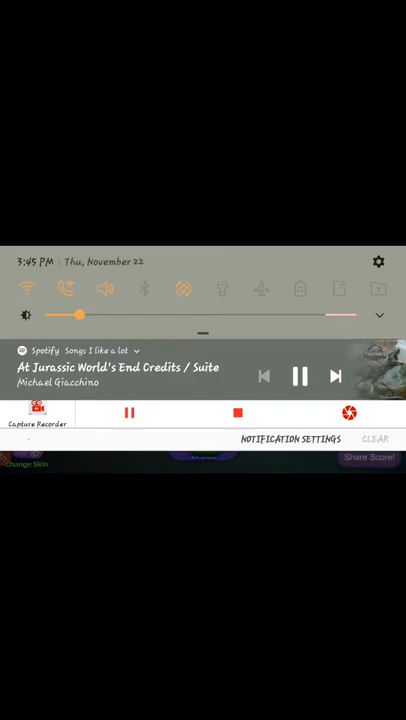 3:45 PM | Thu, November 22
Spotify Songs I like a lot
At Jurassic World's End Credits / Suite
Michael Giacchino
Capture Recorder
NOTIFICATION SETTINGS CLEAR
Change Skin
Share Score!